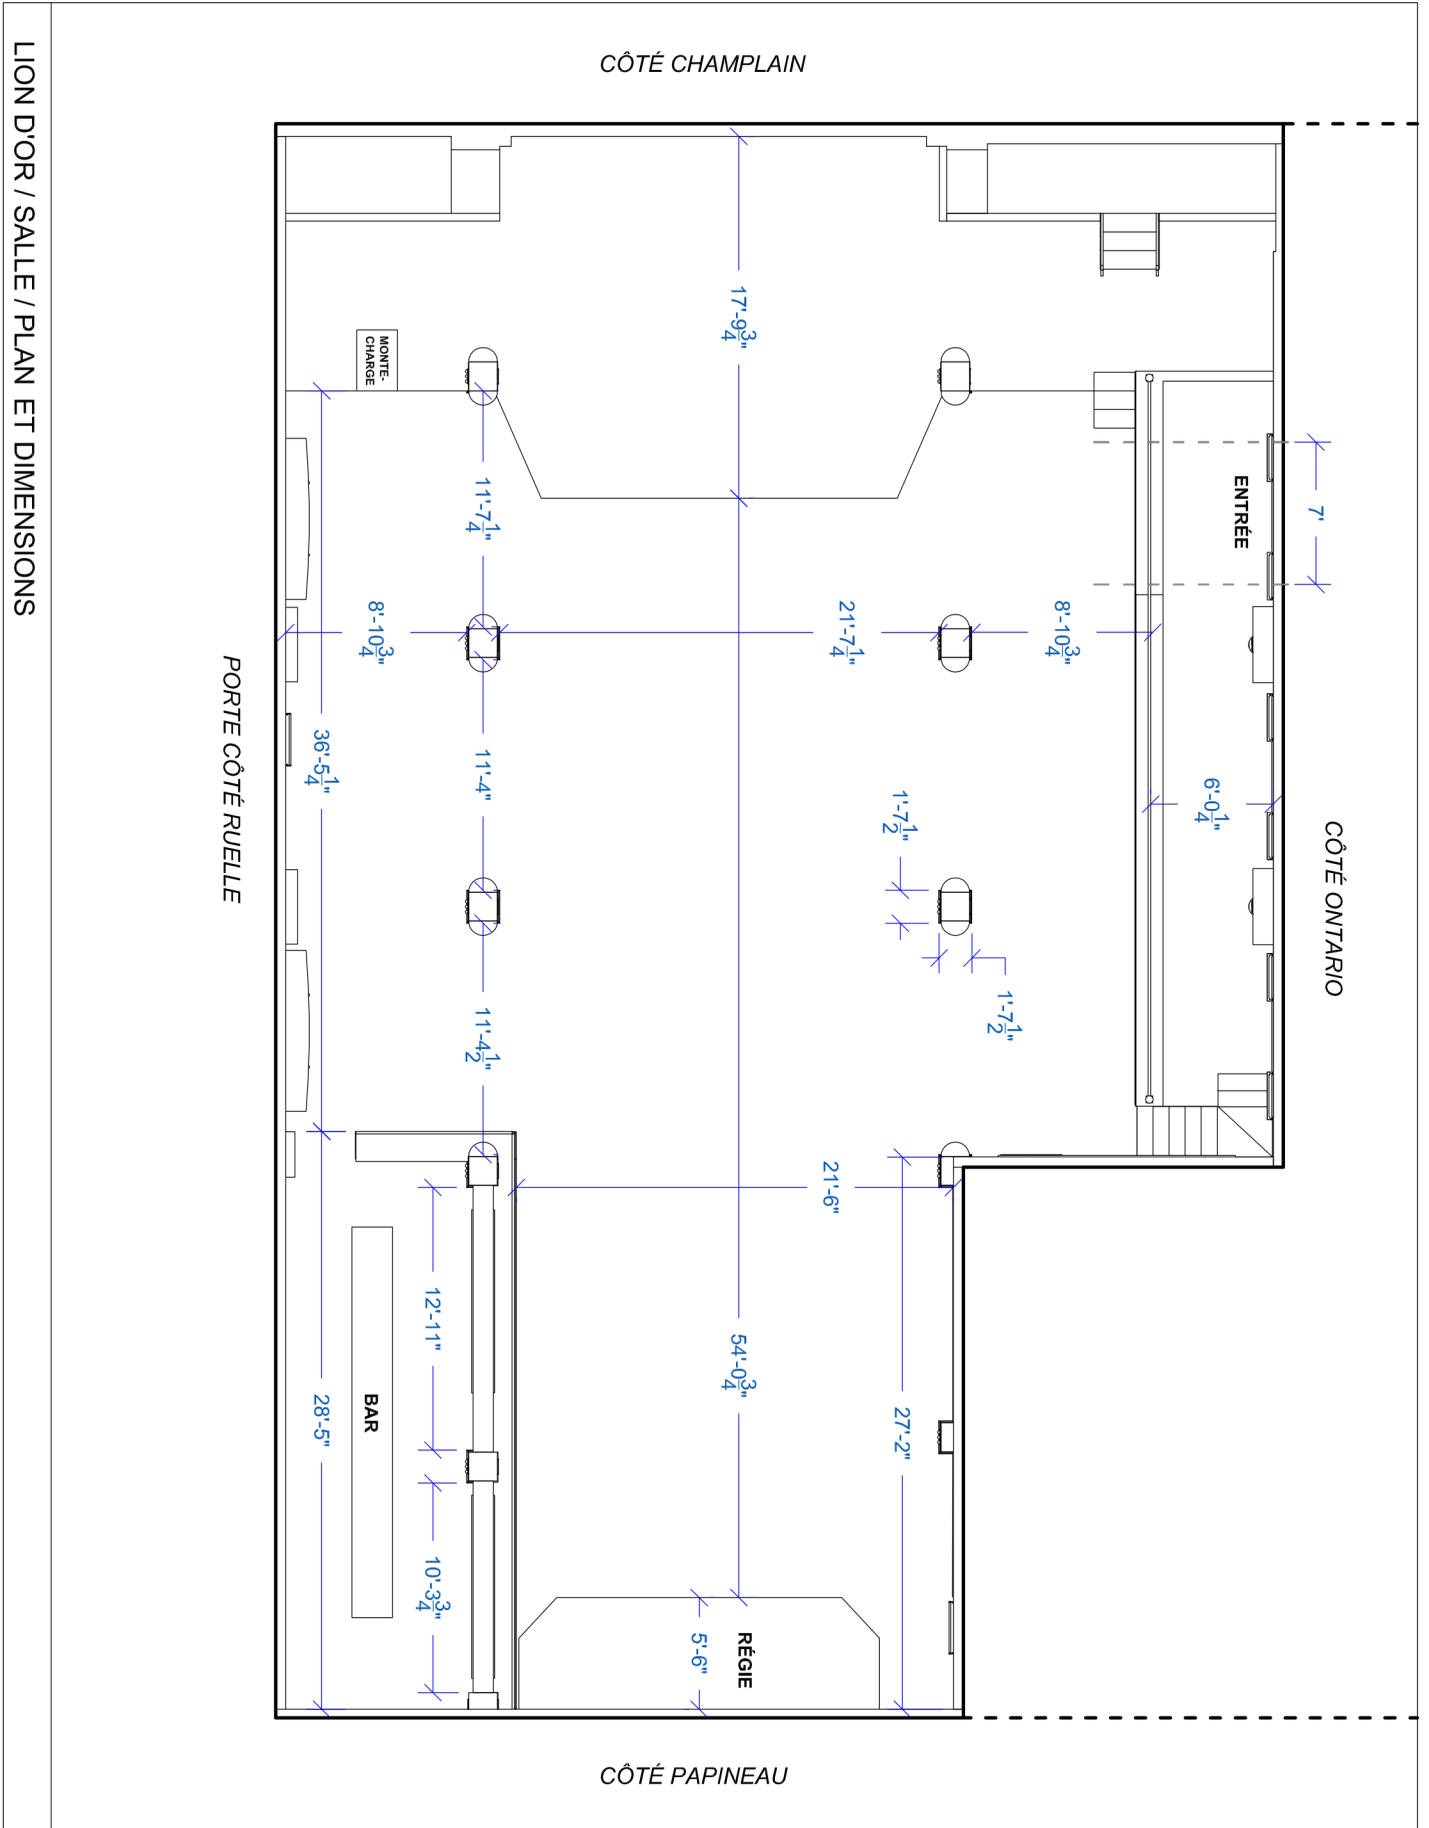 LION D'OR / SALLE / PLAN ET DIMENSIONS
CÔTÉ CHAMPLAIN
17'-9 3/4"
MONTE-
CHARGE
11'-7 1/4"
ENTRÉE
7'
8'-10 3/4"
21'-7 1/4"
8'-10 3/4"
PORTE CÔTÉ RUELLE
36'-5 1/4"
11'-4"
1'-7 1/2"
6'-0 1/4"
CÔTÉ ONTARIO
11'-4 1/2"
1'-7 1/2"
21'-6"
12'-11"
54'-0 3/4"
28'-5"
BAR
27'-2"
10'-3 3/4"
5'-6"
RÉGIE
CÔTÉ PAPINEAU